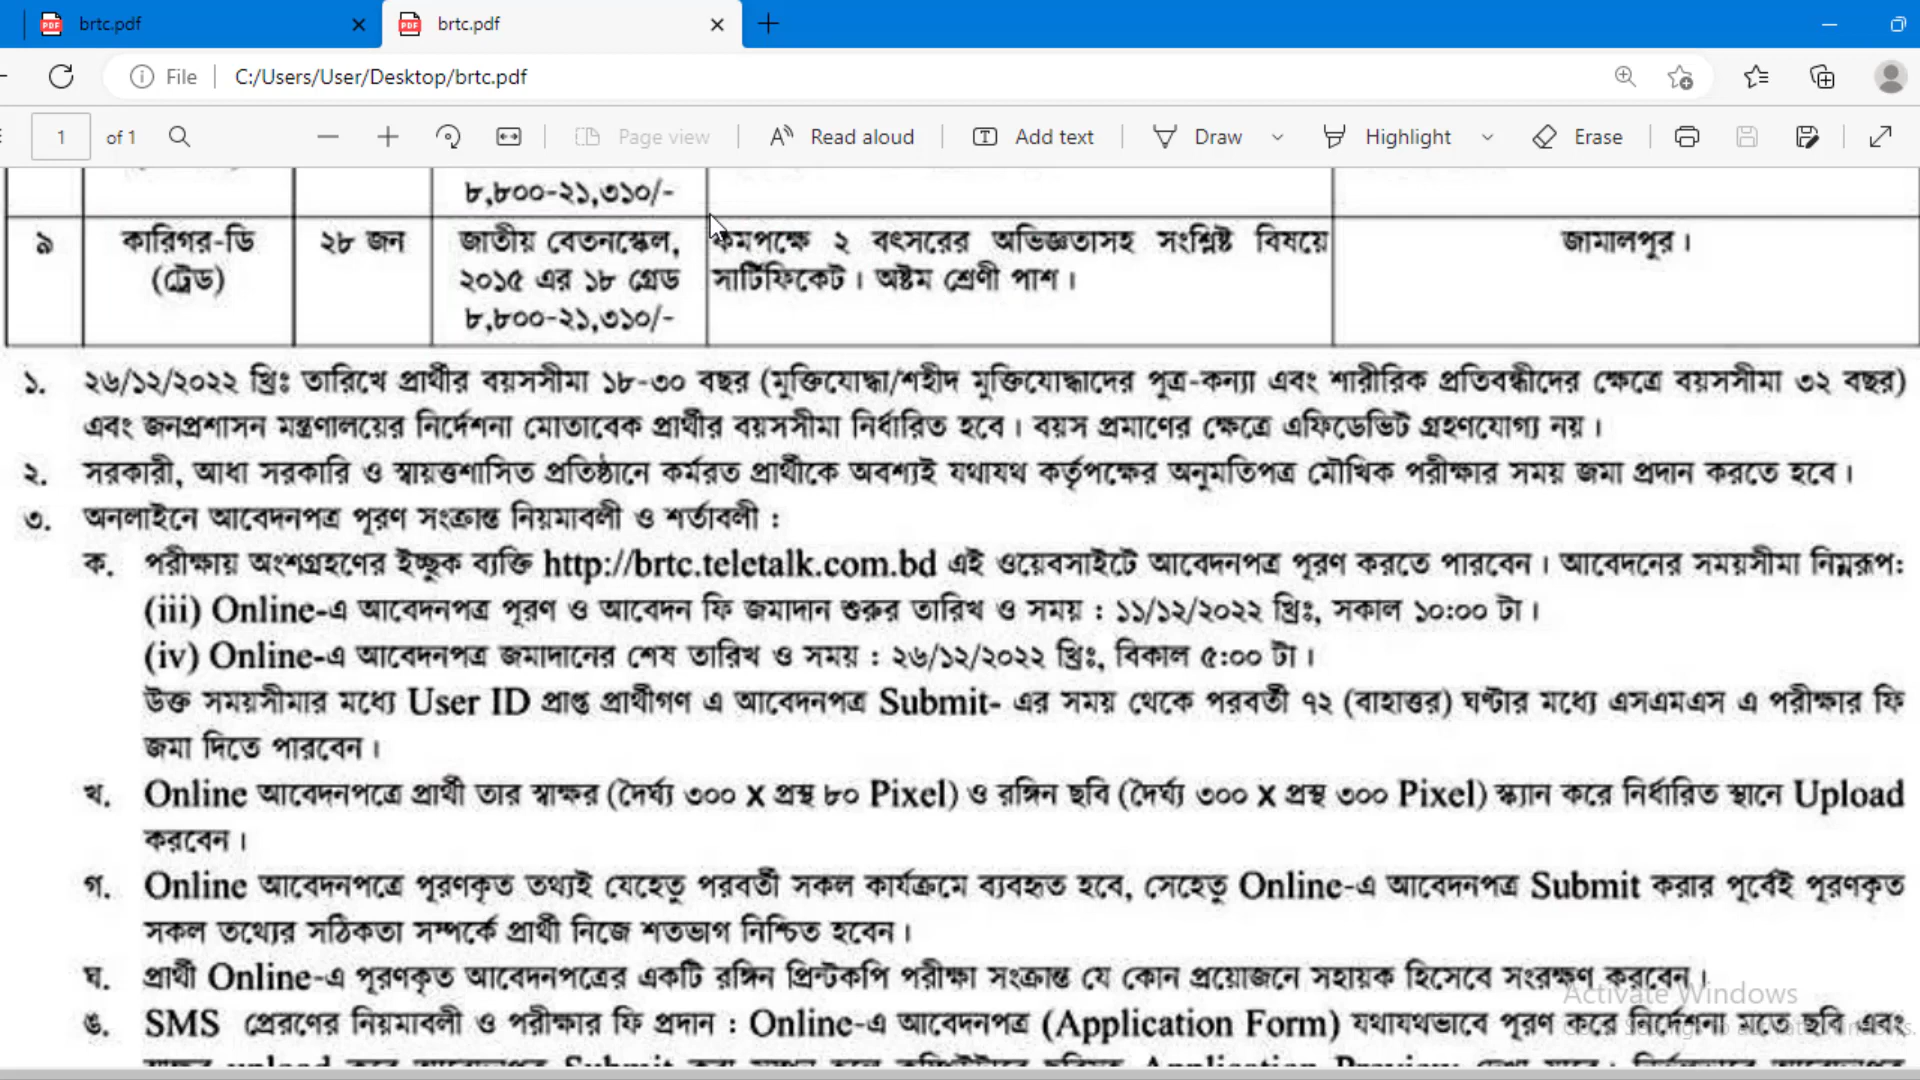 brtc.pdf
brtc.pdf
File
C:/Users/User/Desktop/brtc.pdf
1 of 1
Page view
Read aloud
Add text
Draw
Highlight
Erase
৮,৮০০-২১,৩১০/-
৯ কারিগর-ডি ২৮ জন জাতীয় বেতনস্কেল, কমপক্ষে ২ বৎসরের অভিজ্ঞতাসহ সংশ্লিষ্ট বিষয়ে জামালপুর।
(ট্রেড) ২০১৫ এর ১৮ গ্রেড সার্টিফিকেট। অষ্টম শ্রেণী পাশ।
৮,৮০০-২১,৩১০/-
১. ২৬/১২/২০২২ খ্রিঃ তারিখে প্রার্থীর বয়সসীমা ১৮-৩০ বছর (মুক্তিযোদ্ধা/শহীদ মুক্তিযোদ্ধাদের পুত্র-কন্যা এবং শারীরিক প্রতিবন্ধীদের ক্ষেত্রে বয়সসীমা ৩২ বছর)
এবং জনপ্রশাসন মন্ত্রণালয়ের নির্দেশনা মোতাবেক প্রার্থীর বয়সসীমা নির্ধারিত হবে। বয়স প্রমাণের ক্ষেত্রে এফিডেভিট গ্রহণযোগ্য নয়।
২. সরকারী, আধা সরকারি ও স্বায়ত্তশাসিত প্রতিষ্ঠানে কর্মরত প্রার্থীকে অবশ্যই যথাযথ কর্তৃপক্ষের অনুমতিপত্র মৌখিক পরীক্ষার সময় জমা প্রদান করতে হবে।
৩. অনলাইনে আবেদনপত্র পূরণ সংক্রান্ত নিয়মাবলী ও শর্তাবলী :
ক. পরীক্ষায় অংশগ্রহণের ইচ্ছুক ব্যক্তি http://brtc.teletalk.com.bd এই ওয়েবসাইটে আবেদনপত্র পূরণ করতে পারবেন। আবেদনের সময়সীমা নিম্নরূপ:
(iii) Online-এ আবেদনপত্র পূরণ ও আবেদন ফি জমাদান শুরুর তারিখ ও সময় : ১১/১২/২০২২ খ্রিঃ, সকাল ১০:০০ টা।
(iv) Online-এ আবেদনপত্র জমাদানের শেষ তারিখ ও সময় : ২৬/১২/২০২২ খ্রিঃ, বিকাল ৫:০০ টা।
উক্ত সময়সীমার মধ্যে User ID প্রাপ্ত প্রার্থীগণ এ আবেদনপত্র Submit- এর সময় থেকে পরবর্তী ৭২ (বাহাত্তর) ঘণ্টার মধ্যে এসএমএস এ পরীক্ষার ফি
জমা দিতে পারবেন।
খ. Online আবেদনপত্রে প্রার্থী তার স্বাক্ষর (দৈর্ঘ্য ৩০০ X প্রস্থ ৮০ Pixel) ও রঙ্গিন ছবি (দৈর্ঘ্য ৩০০ X প্রস্থ ৩০০ Pixel) স্ক্যান করে নির্ধারিত স্থানে Upload
করবেন।
গ. Online আবেদনপত্রে পূরণকৃত তথ্যই যেহেতু পরবর্তী সকল কার্যক্রমে ব্যবহৃত হবে, সেহেতু Online-এ আবেদনপত্র Submit করার পূর্বেই পূরণকৃত
সকল তথ্যের সঠিকতা সম্পর্কে প্রার্থী নিজে শতভাগ নিশ্চিত হবেন।
ঘ. প্রার্থী Online-এ পূরণকৃত আবেদনপত্রের একটি রঙ্গিন প্রিন্টকপি পরীক্ষা সংক্রান্ত যে কোন প্রয়োজনে সহায়ক হিসেবে সংরক্ষণ করবেন।
Activate Windows
ঙ. SMS প্রেরণের নিয়মাবলী ও পরীক্ষার ফি প্রদান : Online-এ আবেদনপত্র (Application Form) যথাযথভাবে পূরণ করে নির্দেশনা মতে ছবি এবং